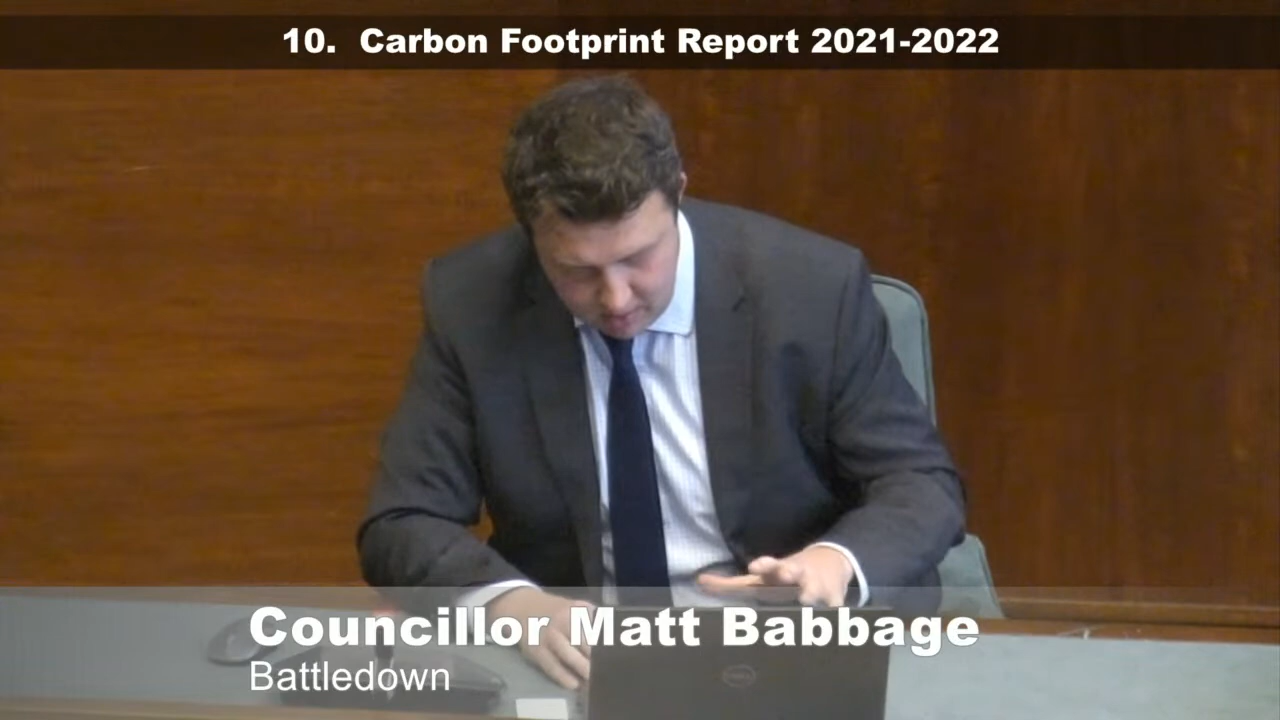 10. Carbon Footprint Report 2021-2022
Councillor Matt Babbage
Battledown
DELL